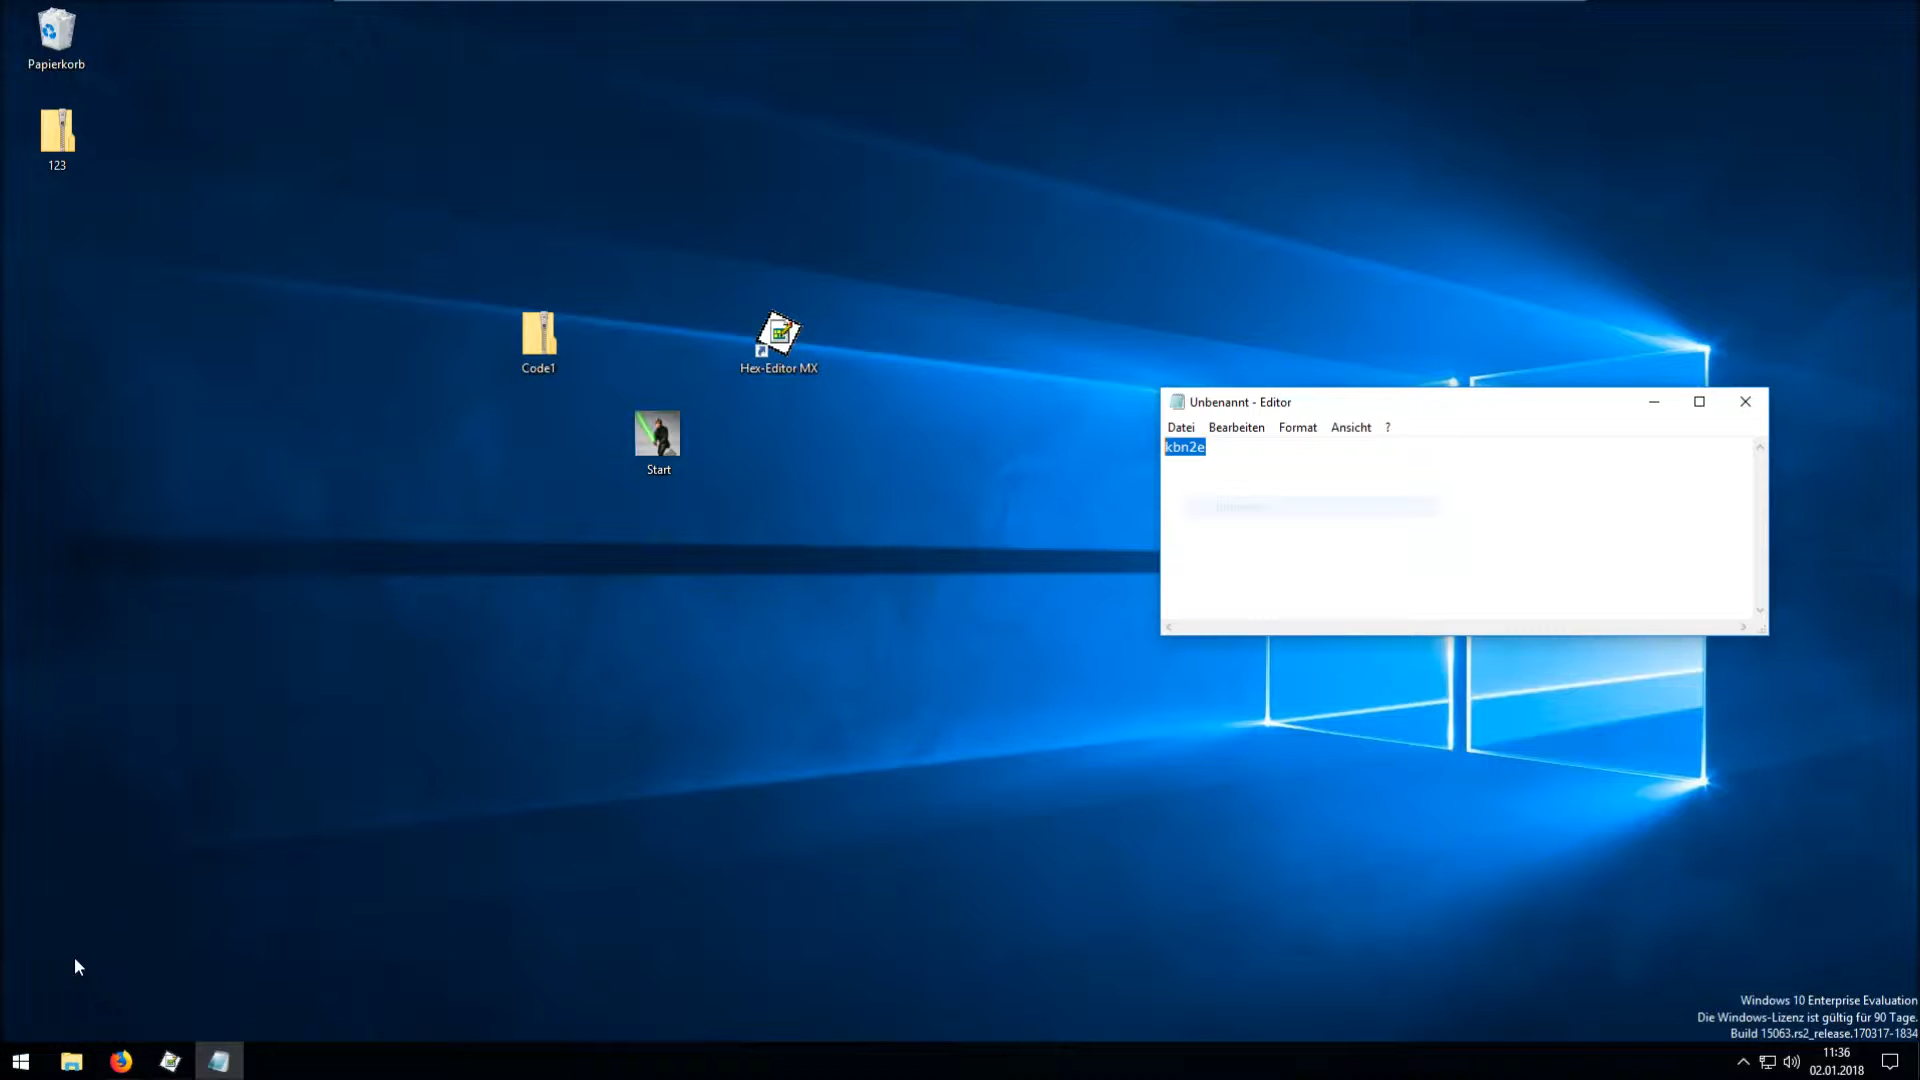 Papierkorb
123
Code1
Hex-Editor MX
Start
Unbenannt - Editor
Datei Bearbeiten Format Ansicht ?
kbn2e
Windows 10 Enterprise Evaluation
Die Windows-Lizenz ist gültig für 90 Tage.
Build 15063.rs2_release.170317-1834
11:36
02.01.2018